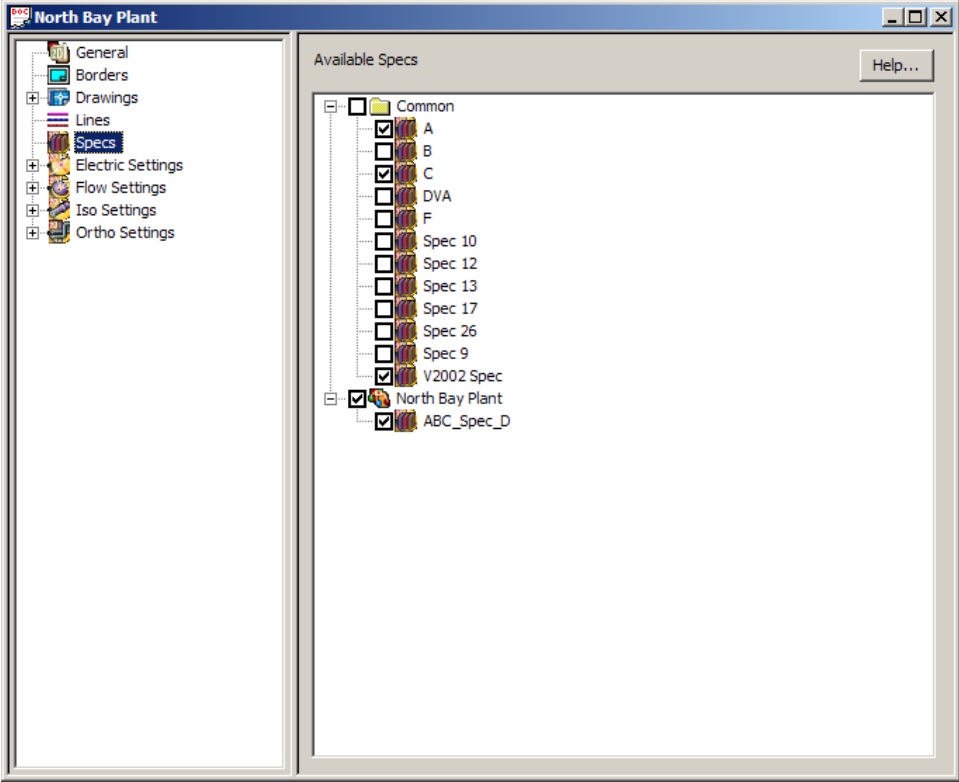 North Bay Plant
General
Borders
Drawings
Lines
Specs
Electric Settings
Flow Settings
Iso Settings
Ortho Settings
Available Specs
Help...
Common
A
B
C
DVA
F
Spec 10
Spec 12
Spec 13
Spec 17
Spec 26
Spec 9
V2002 Spec
North Bay Plant
ABC_Spec_D